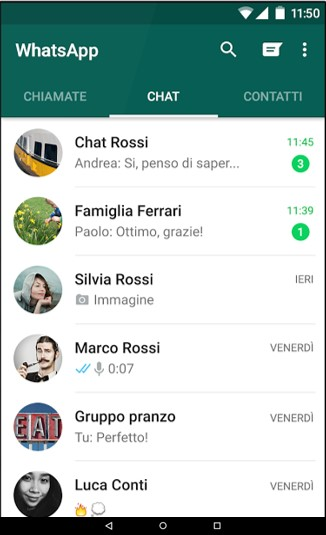 11:50
WhatsApp
CHIAMATE CHAT CONTATTI
Chat Rossi 11:45
Andrea: Si, penso di saper... 3
Famiglia Ferrari 11:39
Paolo: Ottimo, grazie! 1
Silvia Rossi IERI
Immagine
Marco Rossi VENERDÌ
0:07
EAT
Gruppo pranzo VENERDÌ
Tu: Perfetto!
Luca Conti VENERDÌ
🔥💭